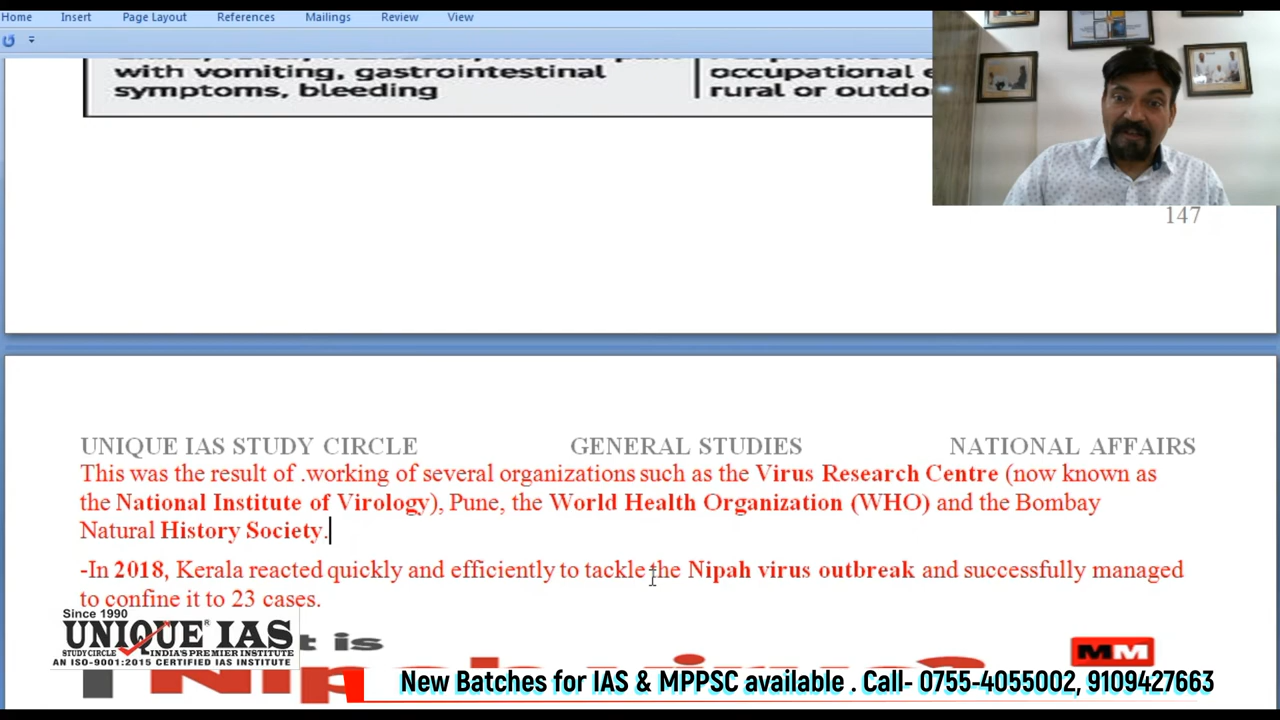 Home Insert Page Layout References Mailings Review View
with vomiting, gastrointestinal
symptoms, bleeding
occupational e
rural or outdo
147
UNIQUE IAS STUDY CIRCLE GENERAL STUDIES NATIONAL AFFAIRS
This was the result of .working of several organizations such as the Virus Research Centre (now known as
the National Institute of Virology), Pune, the World Health Organization (WHO) and the Bombay
Natural History Society.
-In 2018, Kerala reacted quickly and efficiently to tackle the Nipah virus outbreak and successfully managed
to confine it to 23 cases.
Since 1990
UNIQUE IAS
STUDY CIRCLE INDIA'S PREMIER INSTITUTE
AN ISO-9001:2015 CERTIFIED IAS INSTITUTE
t is
MM
Nipah virus?
New Batches for IAS & MPPSC available . Call- 0755-4055002, 9109427663